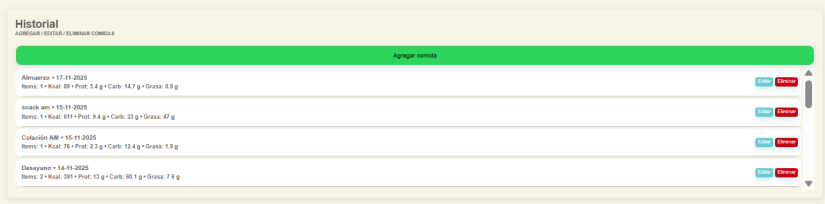 Historial
AGREGAR / EDITAR / ELIMINAR COMIDAS
Agregar comida
Almuerzo • 17-11-2025
Items: 1 • Kcal: 89 • Prot: 5.4 g • Carb: 14.7 g • Grasa: 0.9 g
Editar Eliminar
snack am • 15-11-2025
Items: 1 • Kcal: 611 • Prot: 9.4 g • Carb: 33 g • Grasa: 47 g
Editar Eliminar
Colación AM • 15-11-2025
Items: 1 • Kcal: 76 • Prot: 2.3 g • Carb: 12.4 g • Grasa: 1.9 g
Editar Eliminar
Desayuno • 14-11-2025
Items: 2 • Kcal: 391 • Prot: 13 g • Carb: 60.1 g • Grasa: 7.6 g
Editar Eliminar